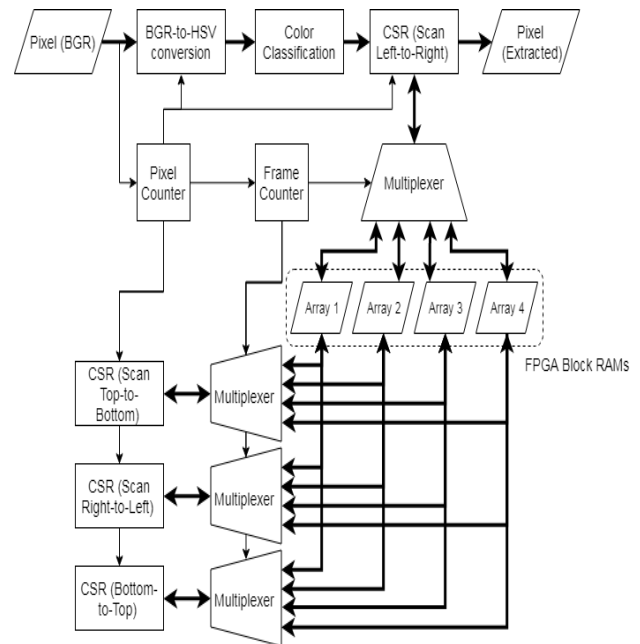 Pixel (BGR)
BGR-to-HSV
conversion
Color
Classification
CSR (Scan
Left-to-Right)
Pixel
(Extracted)
Pixel
Counter
Frame
Counter
Multiplexer
Array 1
Array 2
Array 3
Array 4
FPGA Block RAMs
CSR (Scan
Top-to-
Bottom)
Multiplexer
CSR (Scan
Right-to-Left)
Multiplexer
CSR (Bottom-
to-Top)
Multiplexer